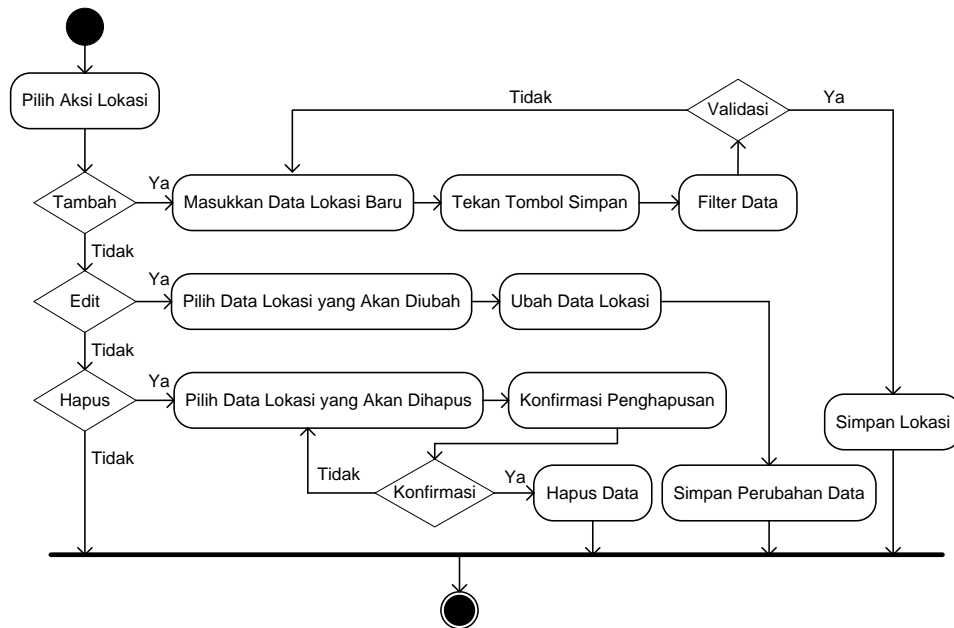 Pilih Aksi Lokasi
Tidak
Validasi
Ya
Tambah
Ya
Masukkan Data Lokasi Baru
Tekan Tombol Simpan
Filter Data
Tidak
Edit
Ya
Pilih Data Lokasi yang Akan Diubah
Ubah Data Lokasi
Tidak
Hapus
Ya
Pilih Data Lokasi yang Akan Dihapus
Konfirmasi Penghapusan
Simpan Lokasi
Tidak
Tidak
Konfirmasi
Ya
Hapus Data
Simpan Perubahan Data